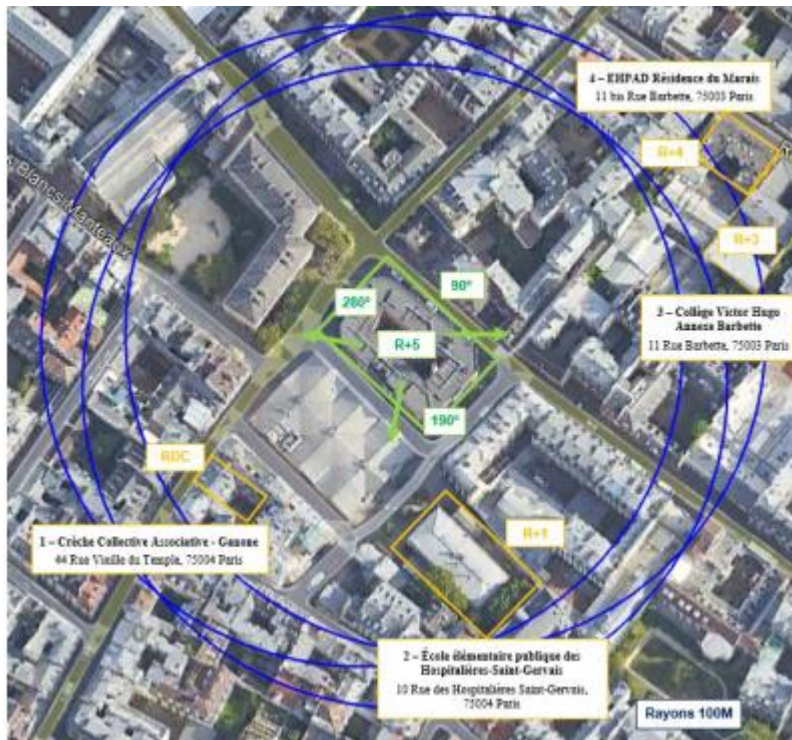 4 – EHPAD Résidence du Marais
11 bis Rue Barbette, 75003 Paris
R+4
R+3
Blancs Manteaux
280°
90°
R+5
190°
3 – Collège Victor Hugo
Annexe Barbette
11 Rue Barbette, 75003 Paris
RDC
1 – Crèche Collective Associative -
44 Rue Vieille du Temple, 75004 Paris
2 – École élémentaire publique des
Hospitalières-Saint-Gervais
10 Rue des Hospitalières Saint-Gervais,
75004 Paris
Rayons 100M